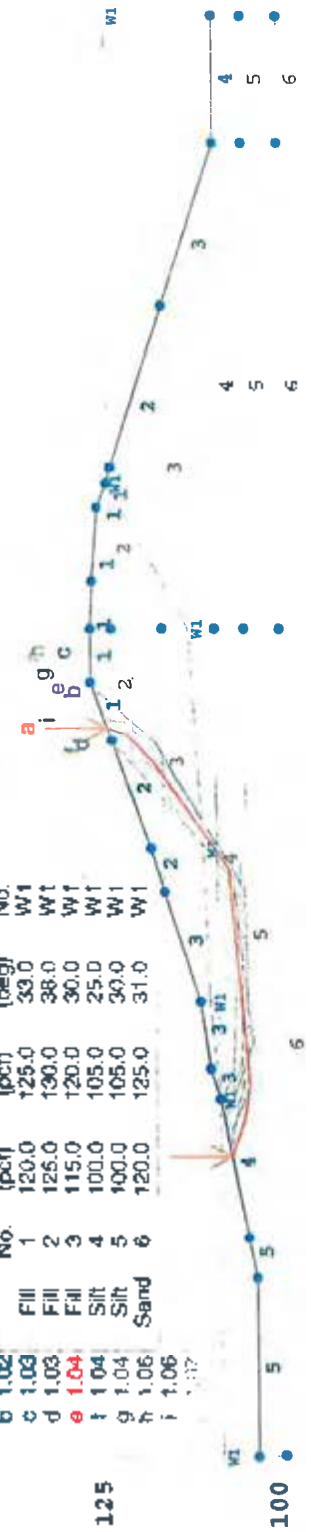 b 1.02
c 1.03
d 1.03
e 1.04
f 1.04
g 1.04
h 1.05
i 1.06
No. (pcf) (pcf) (deg) No.
Fill 1 120.0 125.0 33.0 W1
Fill 2 125.0 130.0 38.0 W1
Fill 3 115.0 120.0 30.0 W1
Silt 4 100.0 105.0 25.0 W1
Silt 5 100.0 105.0 30.0 W1
Sand 6 120.0 125.0 31.0 W1
a
i
f
d
b
e
g
h
c
125
100
W1
5
5
4
3
W1
3
W1
3
2
2
1
2
1
1
1
1
W1
2
3
2
3
4
5
6
W1
4
5
6
W1
3
W1
4
5
6